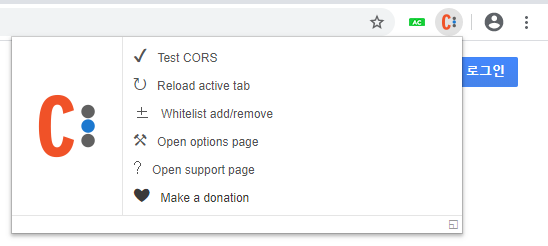 AC
C
로그인
C
✓ Test CORS
↻ Reload active tab
± Whitelist add/remove
⚒ Open options page
? Open support page
♥ Make a donation